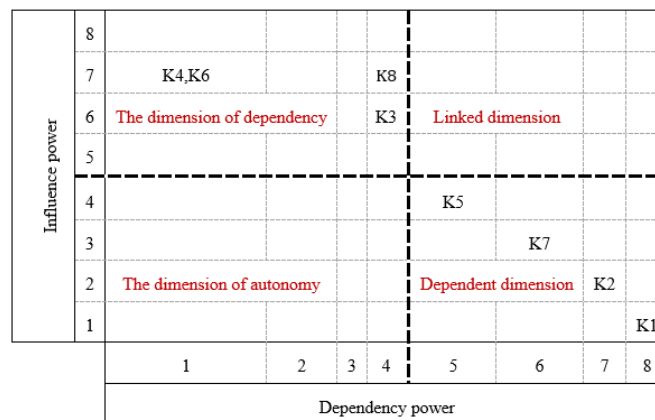 Influence power
8
7 K4,K6 K8
6 The dimension of dependency K3 Linked dimension
5
4 K5
3 K7
2 The dimension of autonomy Dependent dimension K2
1 K1
1 2 3 4 5 6 7 8
Dependency power